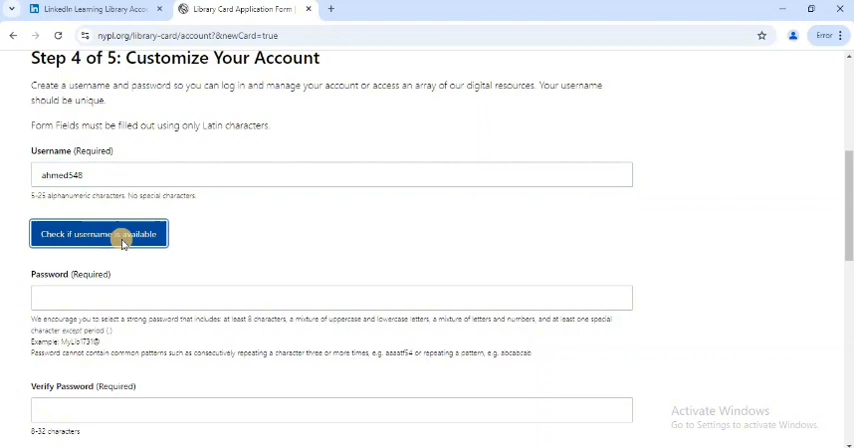 LinkedIn Learning Library Acco
Library Card Application Form |
nypl.org/library-card/account?&newCard=true
Error
Step 4 of 5: Customize Your Account
Create a username and password so you can log in and manage your account or access an array of our digital resources. Your username
should be unique.
Form Fields must be filled out using only Latin characters.
Username (Required)
ahmed548
5-25 alphanumeric characters. No special characters.
Check if username is available
Password (Required)
We encourage you to select a strong password that includes: at least 8 characters, a mixture of uppercase and lowercase letters, a mixture of letters and numbers, and at least one special
character except period (.)
Example: MyLib1731@
Password cannot contain common patterns such as consecutively repeating a character three or more times, e.g. aaaatf54 or repeating a pattern, e.g. abcabcab
Verify Password (Required)
8-32 characters
Activate Windows
Go to Settings to activate Windows.